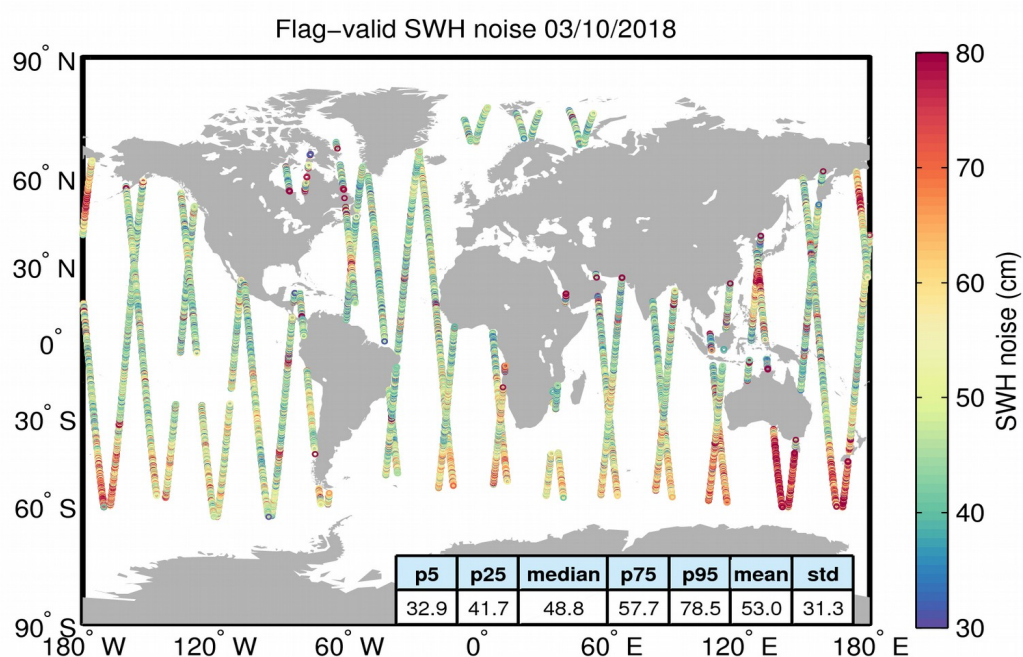 Flag−valid SWH noise 03/10/2018
90° N
60° N
30° N
0°
30° S
60° S
90° S
180° W
120° W
60° W
0°
60° E
120° E
180° E
80
70
60
50
40
30
SWH noise (cm)
p5 p25 median p75 p95 mean std
32.9 41.7 48.8 57.7 78.5 53.0 31.3